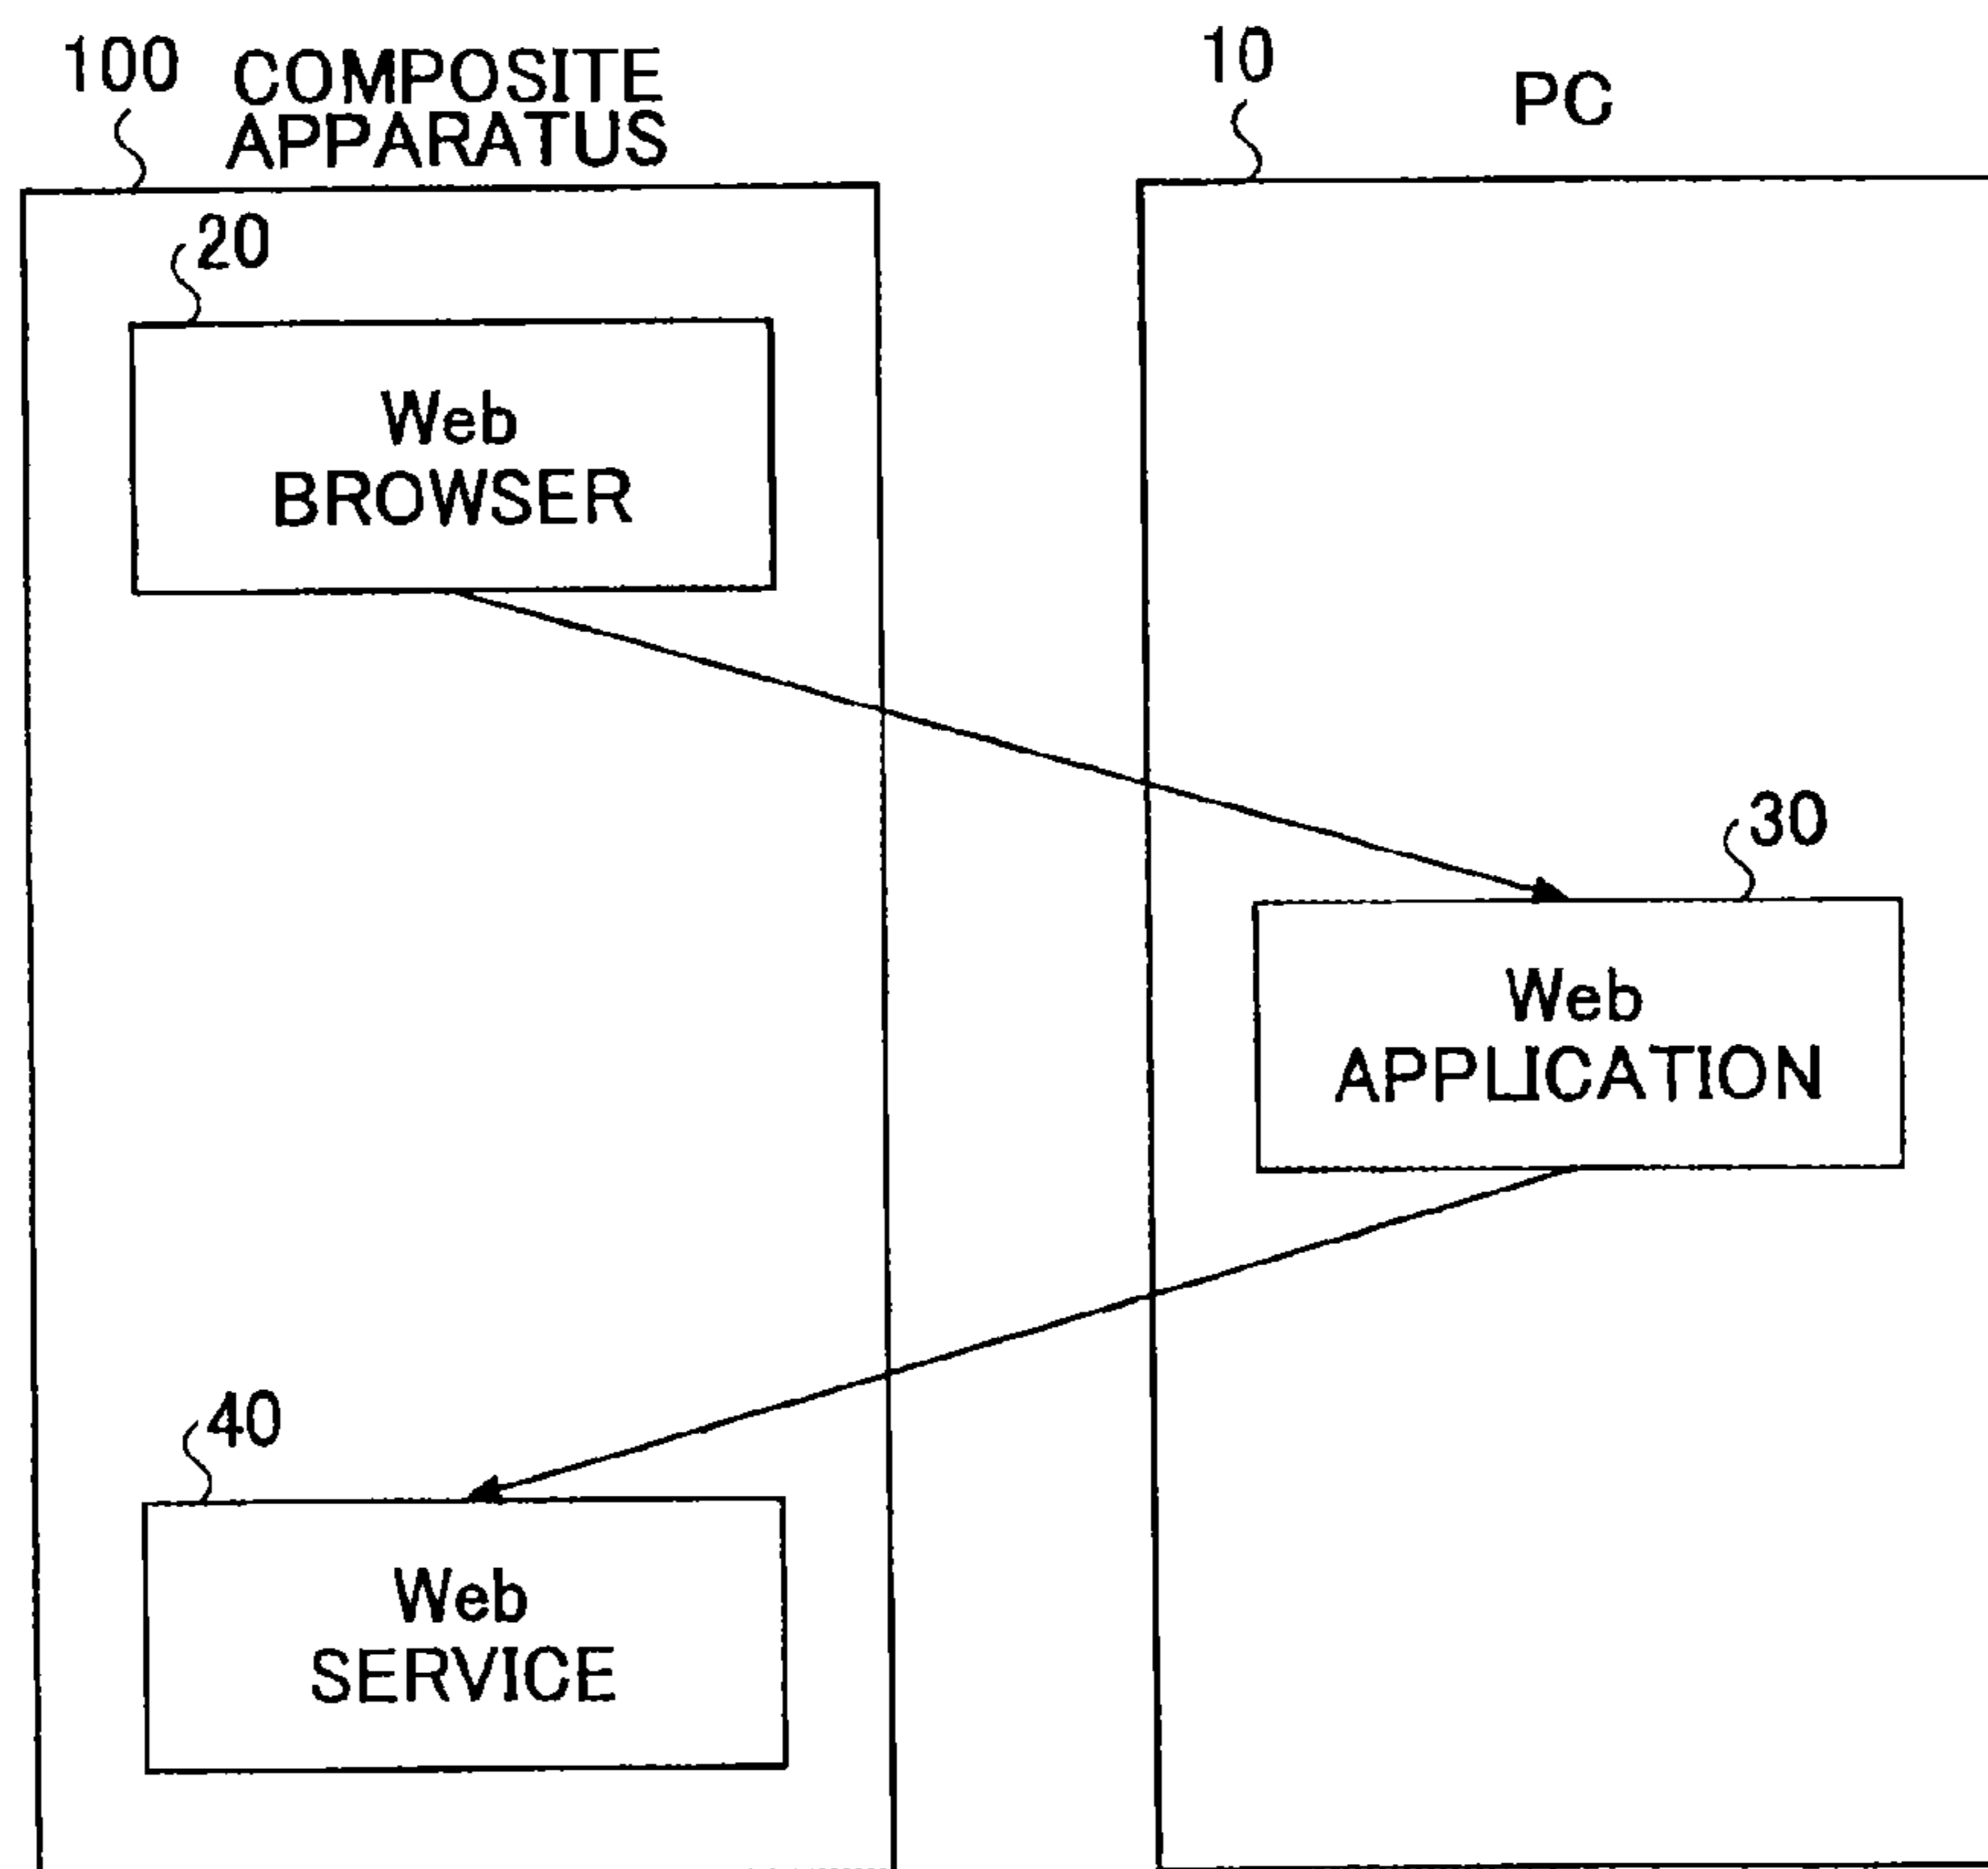 100
COMPOSITE
APPARATUS
10
PC
20
Web
BROWSER
30
Web
APPLICATION
40
Web
SERVICE